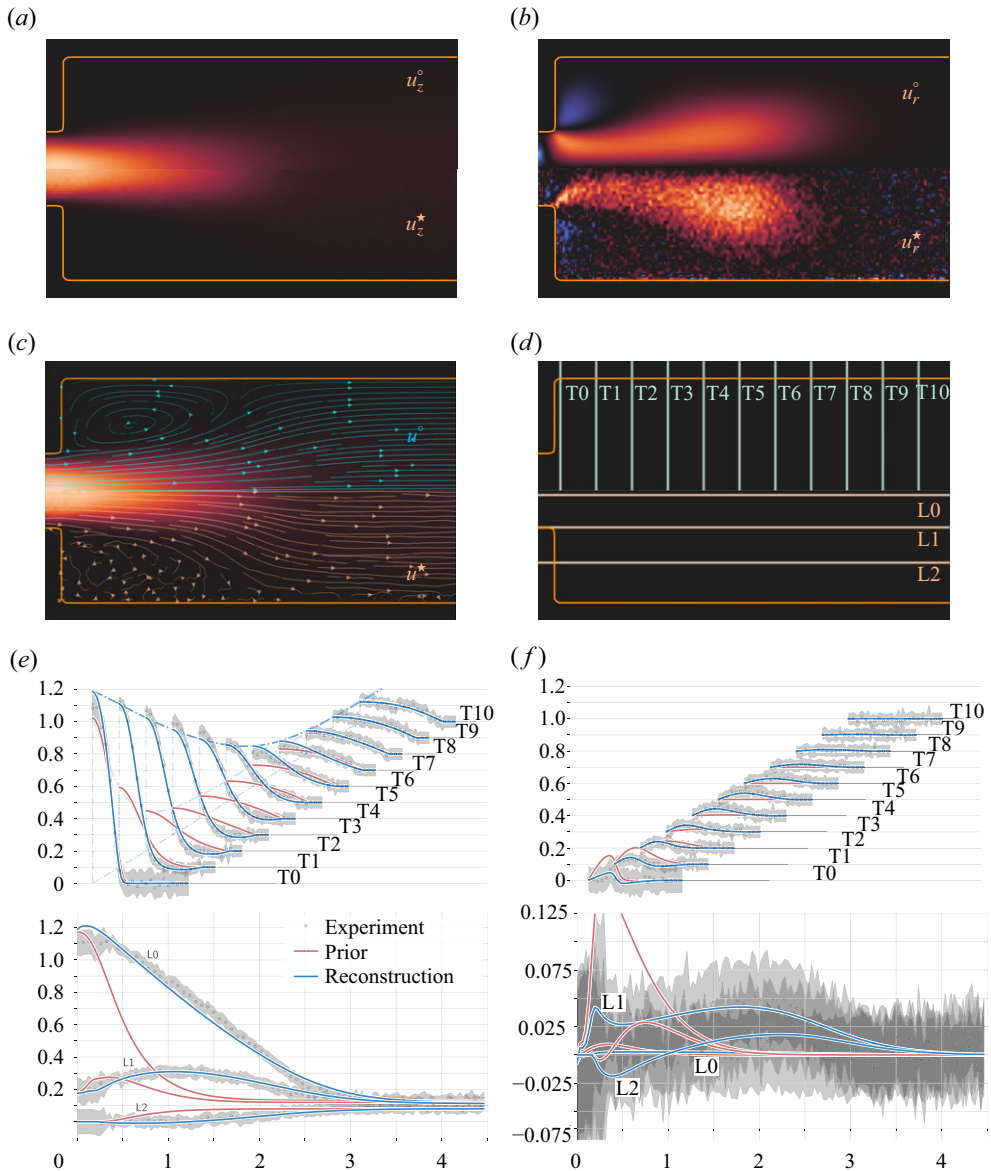 (a)
(b)
u_z°
u_z★
u_r°
u_r★
(c)
(d)
u°
u★
T0 T1 T2 T3 T4 T5 T6 T7 T8 T9 T10
L0
L1
L2
(e)
(f)
1.2
1.0
0.8
0.6
0.4
0.2
0
T10
T9
T8
T7
T6
T5
T4
T3
T2
T1
T0
1.2
1.0
0.8
0.6
0.4
0.2
0
T10
T9
T8
T7
T6
T5
T4
T3
T2
T1
T0
1.2
1.0
0.8
0.6
0.4
0.2
0
L0
L1
L2
Experiment
Prior
Reconstruction
0 1 2 3 4
0.125
0.075
0.025
−0.025
−0.075
L1
L0
L2
0 1 2 3 4